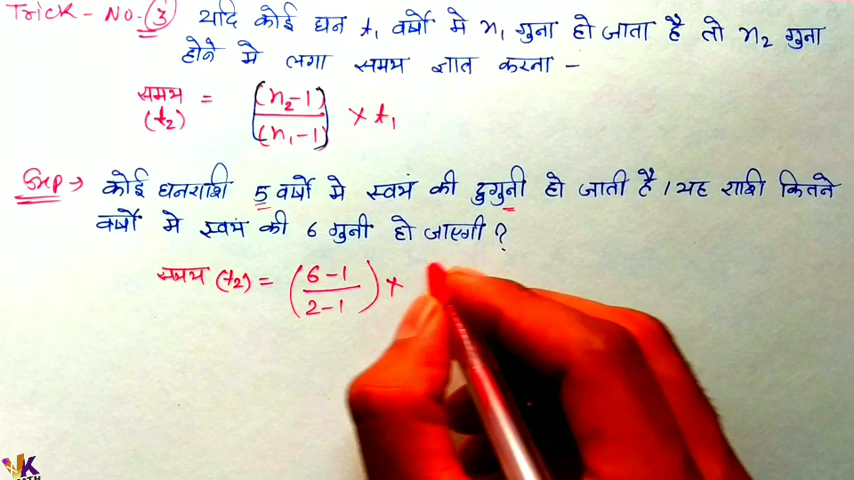 Trick - No. 3
यदि कोई धन t₁ वर्षो मे n₁ गुना हो जाता है तो n₂ गुना
होने मे लगा समय ज्ञात करना -
समय (t₂) = ((n₂-1)/(n₁-1)) × t₁
Exp → कोई धनराशी 5 वर्षो मे स्वयं की दुगुनी हो जाती है। यह राशी कितने
वर्षो मे स्वयं की 6 गुनी हो जाएगी ?
समय (t₂) = (6-1/2-1) ×